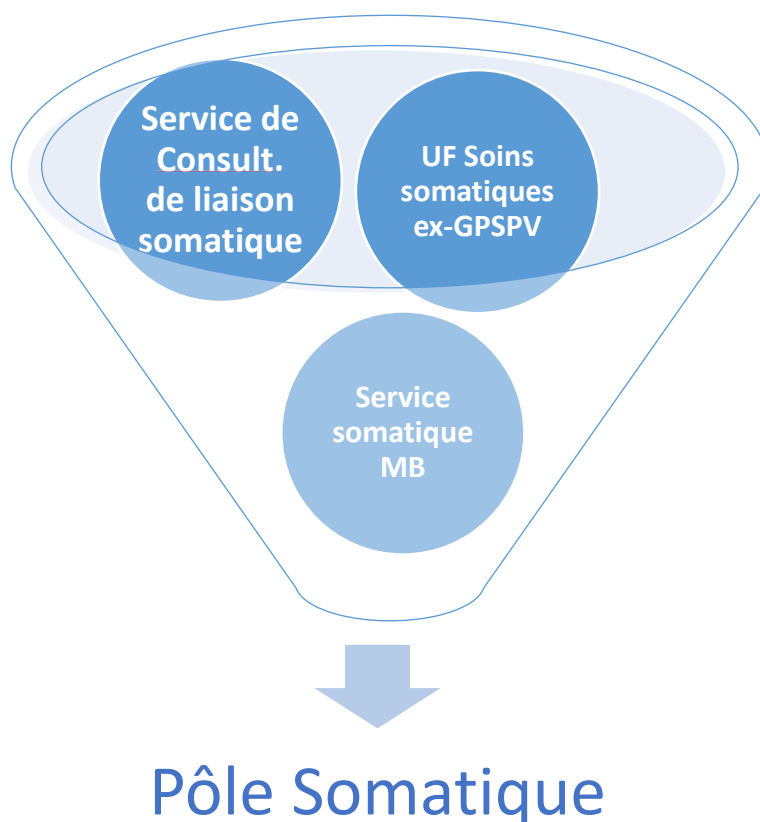 Service de
Consult.
de liaison
somatique
UF Soins
somatiques
ex-GPSPV
Service
somatique
MB
Pôle Somatique